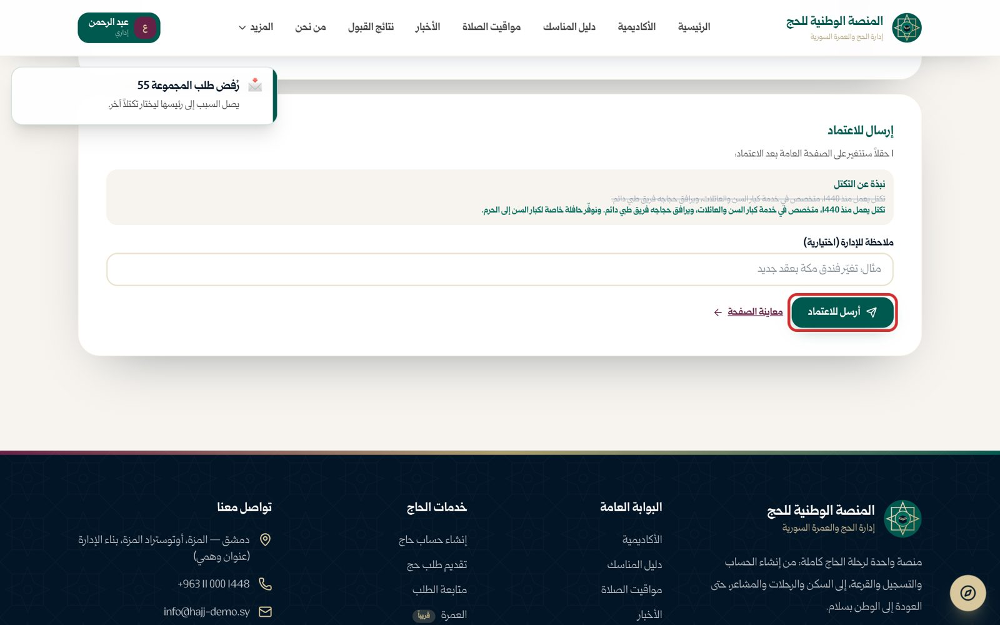 المنصة الوطنية للحج
إدارة الحج والعمرة السورية
الرئيسية
الأكاديمية
دليل المناسك
مواقيت الصلاة
الأخبار
نتائج القبول
من نحن
المزيد
ع
عبد الرحمن
إداري
رُفض طلب المجموعة 55
يصل السبب إلى رئيسها ليختار تكتلاً آخر.
إرسال للاعتماد
1 حقلاً ستتغير على الصفحة العامة بعد الاعتماد:
نبذة عن التكتل
تكتل يعمل منذ 1440، متخصص في خدمة كبار السن والعائلات، ويرافق حجاجه فريق طبي دائم.
تكتل يعمل منذ 1440، متخصص في خدمة كبار السن والعائلات، ويرافق حجاجه فريق طبي دائم. ونوفّر حافلة خاصة لكبار السن إلى الحرم.
ملاحظة للإدارة (اختيارية)
مثال: تغيّر فندق مكة بعقد جديد
أرسل للاعتماد
معاينة الصفحة
المنصة الوطنية للحج
إدارة الحج والعمرة السورية
منصة واحدة لرحلة الحاج كاملة: من إنشاء الحساب
والتسجيل والقرعة، إلى السكن والرحلات والمشاعر، حتى
العودة إلى الوطن بسلام.
البوابة العامة
الأكاديمية
دليل المناسك
مواقيت الصلاة
الأخبار
خدمات الحاج
إنشاء حساب حاج
تقديم طلب حج
متابعة الطلب
العمرة قريباً
تواصل معنا
دمشق — المزة، أوتوستراد المزة، بناء الإدارة
(عنوان وهمي)
+963 11 000 1448
info@hajj-demo.sy